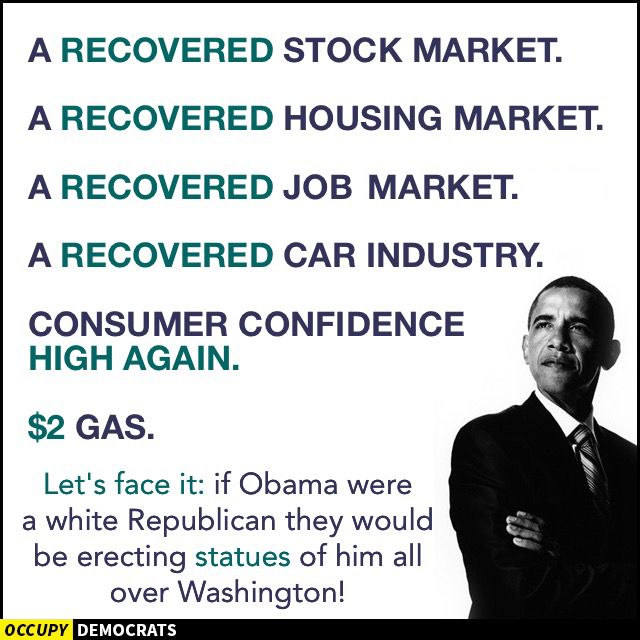 A RECOVERED STOCK MARKET.
A RECOVERED HOUSING MARKET.
A RECOVERED JOB MARKET.
A RECOVERED CAR INDUSTRY.
CONSUMER CONFIDENCE
HIGH AGAIN.
$2 GAS.
Let's face it: if Obama were
a white Republican they would
be erecting statues of him all
over Washington!
OCCUPY DEMOCRATS